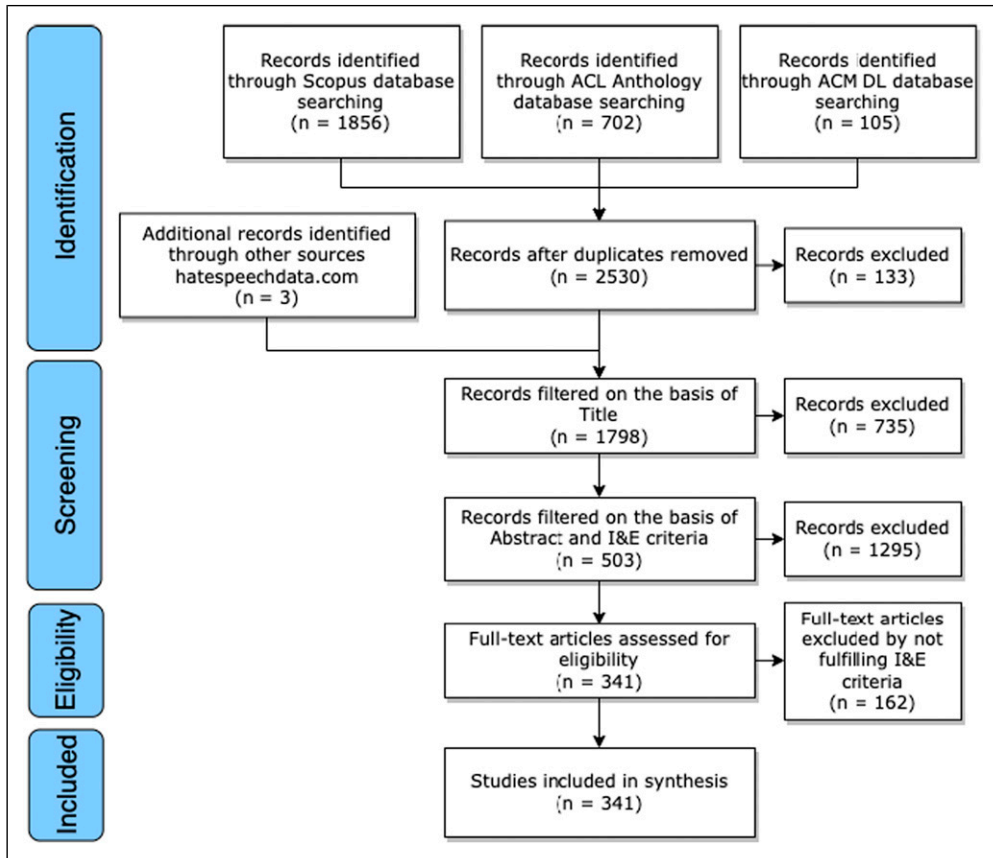 Identification
Records identified
through Scopus database
searching
(n = 1856)
Records identified
through ACL Anthology
database searching
(n = 702)
Records identified
through ACM DL database
searching
(n = 105)
Additional records identified
through other sources
hatespeechdata.com
(n = 3)
Records after duplicates removed
(n = 2530)
Records excluded
(n = 133)
Screening
Records filtered on the basis of
Title
(n = 1798)
Records excluded
(n = 735)
Records filtered on the basis of
Abstract and I&E criteria
(n = 503)
Records excluded
(n = 1295)
Eligibility
Full-text articles assessed for
eligibility
(n = 341)
Full-text articles
excluded by not
fulfilling I&E
criteria
(n = 162)
Included
Studies included in synthesis
(n = 341)